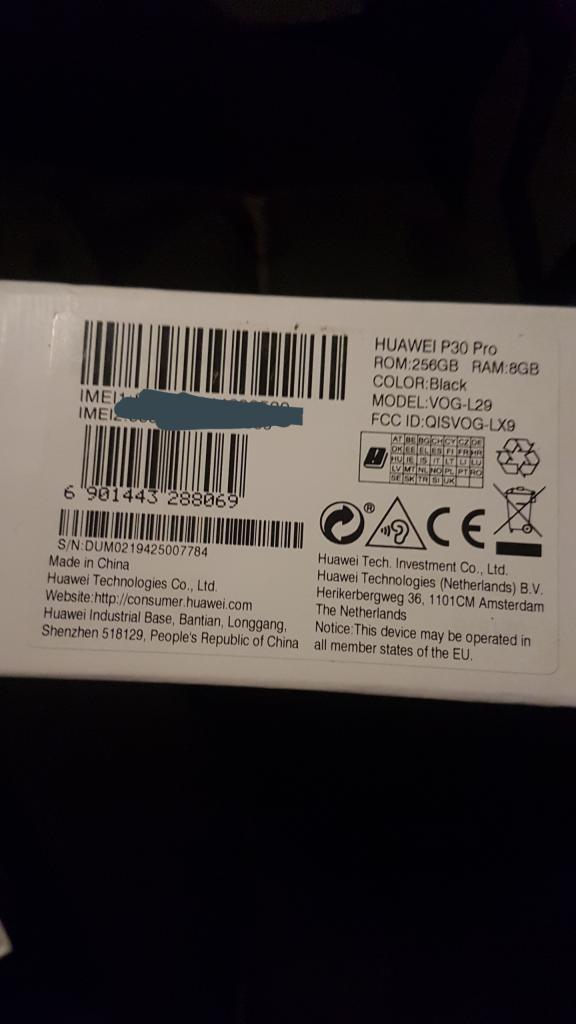 HUAWEI P30 Pro
ROM:256GB RAM:8GB
COLOR:Black
MODEL:VOG-L29
FCC ID:QISVOG-LX9
IMEI1
IMEI2
6 901443 288069
S/N:DUM0219425007784
Made in China
Huawei Technologies Co., Ltd.
Website:http://consumer.huawei.com
Huawei Industrial Base, Bantian, Longgang,
Shenzhen 518129, People's Republic of China
AT BE BG CH CY CZ DE
DK EE EL ES FI FR HR
HU IE IS IT LT LI LU
LV MT NL NO PL PT RO
SE SK TR SI UK
®
CE
Huawei Tech. Investment Co., Ltd.
Huawei Technologies (Netherlands) B.V.
Herikerbergweg 36, 1101CM Amsterdam
The Netherlands
Notice:This device may be operated in
all member states of the EU.